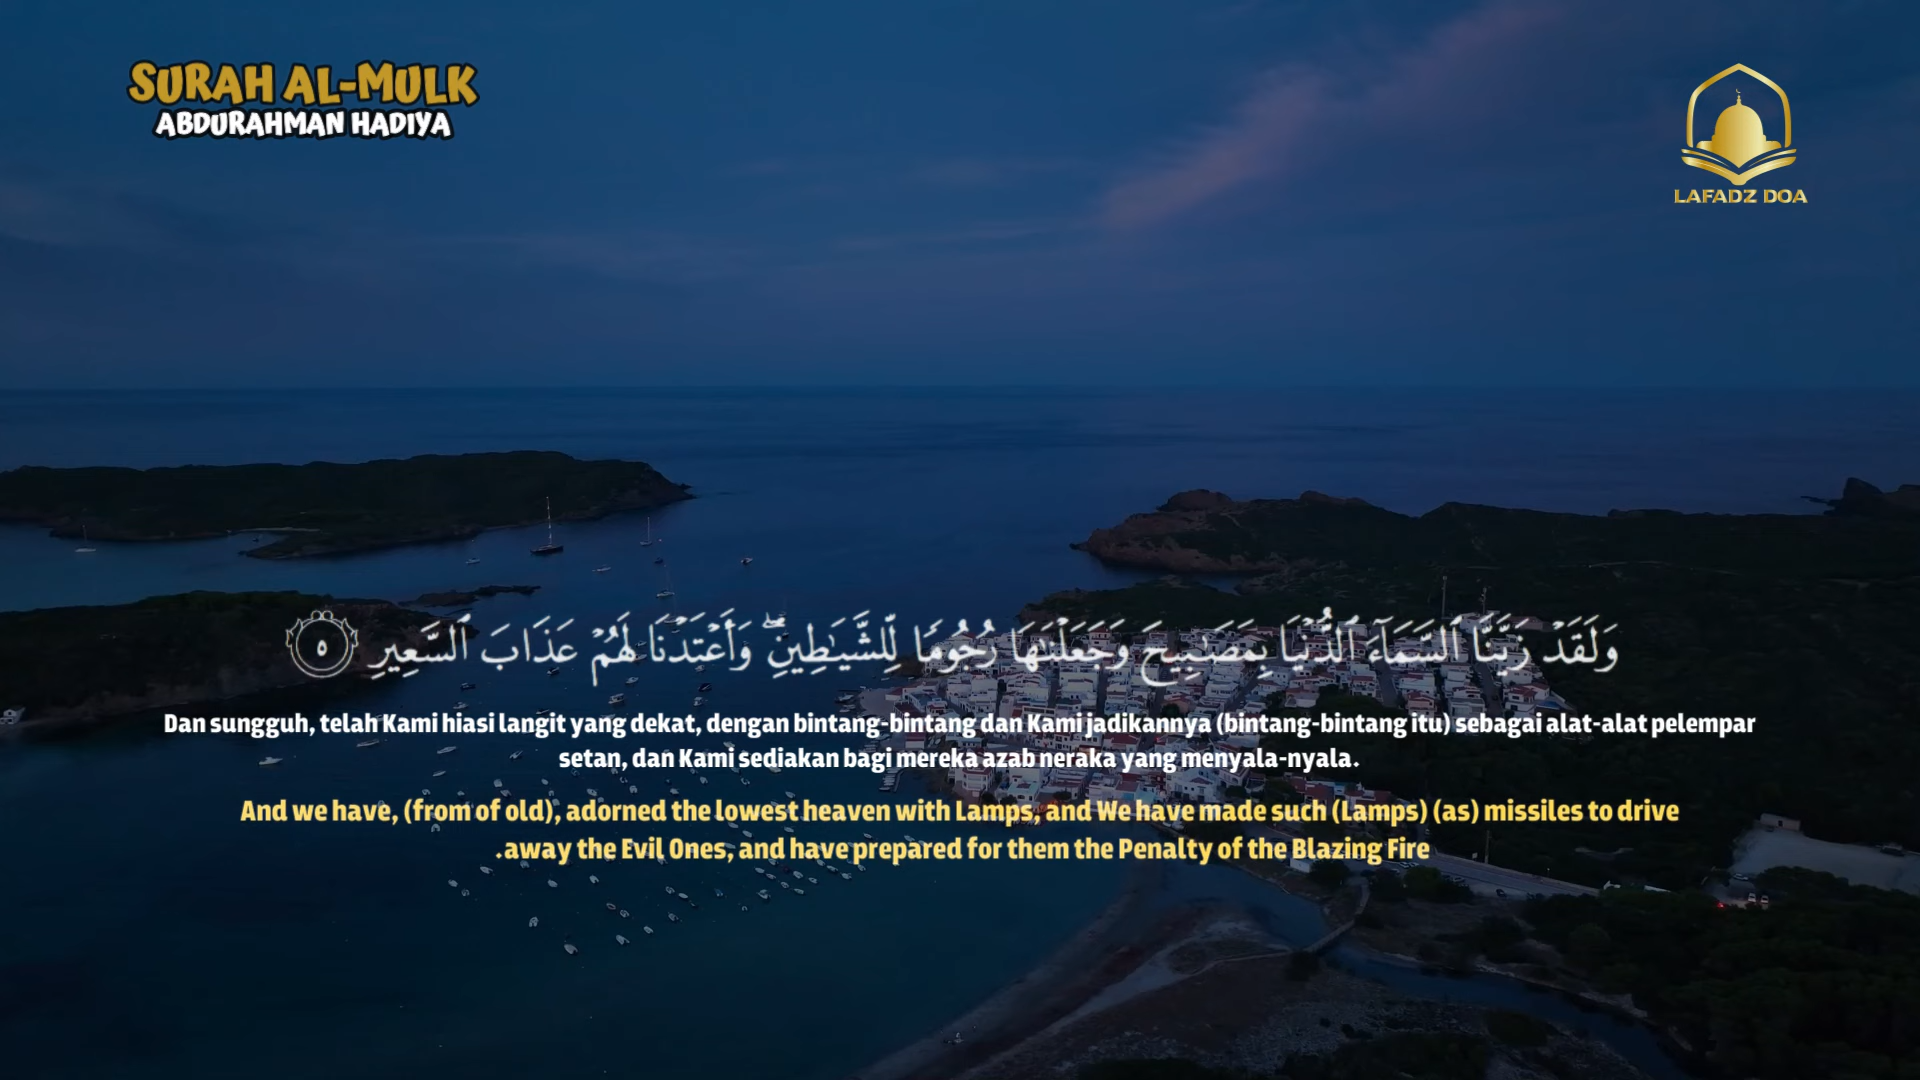 SURAH AL-MULK
ABDURAHMAN HADIYA
LAFADZ DOA
وَلَقَدْ زَيَّنَّا ٱلسَّمَآءَ ٱلدُّنْيَا بِمَصَٰبِيحَ وَجَعَلْنَٰهَا رُجُومًا لِّلشَّيَٰطِينِ ۖ وَأَعْتَدْنَا لَهُمْ عَذَابَ ٱلسَّعِيرِ ٥
Dan sungguh, telah Kami hiasi langit yang dekat, dengan bintang-bintang dan Kami jadikannya (bintang-bintang itu) sebagai alat-alat pelempar
setan, dan Kami sediakan bagi mereka azab neraka yang menyala-nyala.
And we have, (from of old), adorned the lowest heaven with Lamps, and We have made such (Lamps) (as) missiles to drive
.away the Evil Ones, and have prepared for them the Penalty of the Blazing Fire